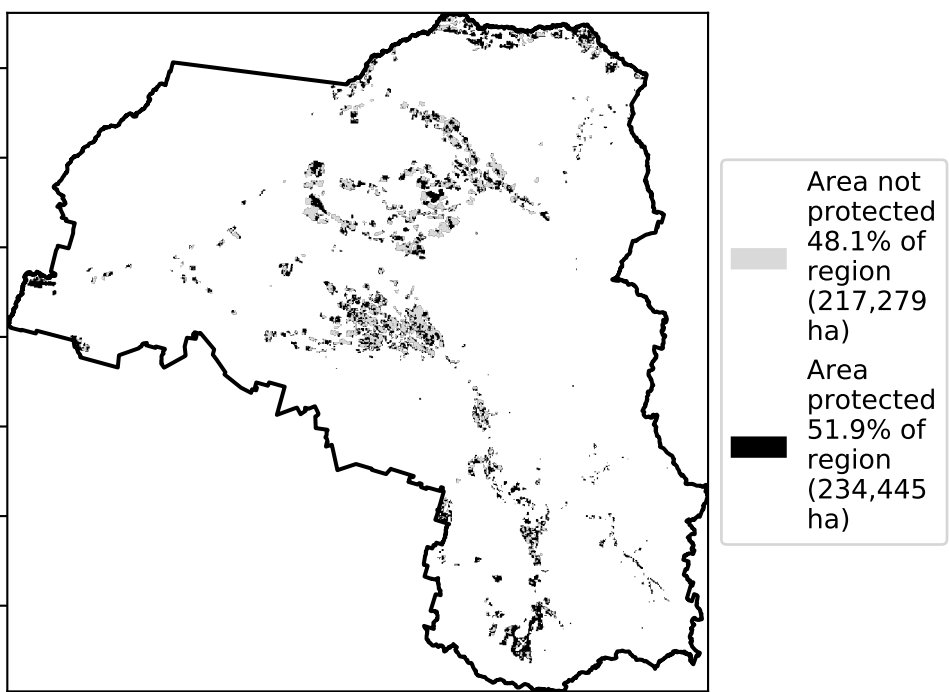 Area not
protected
48.1% of
region
(217,279
ha)
Area
protected
51.9% of
region
(234,445
ha)